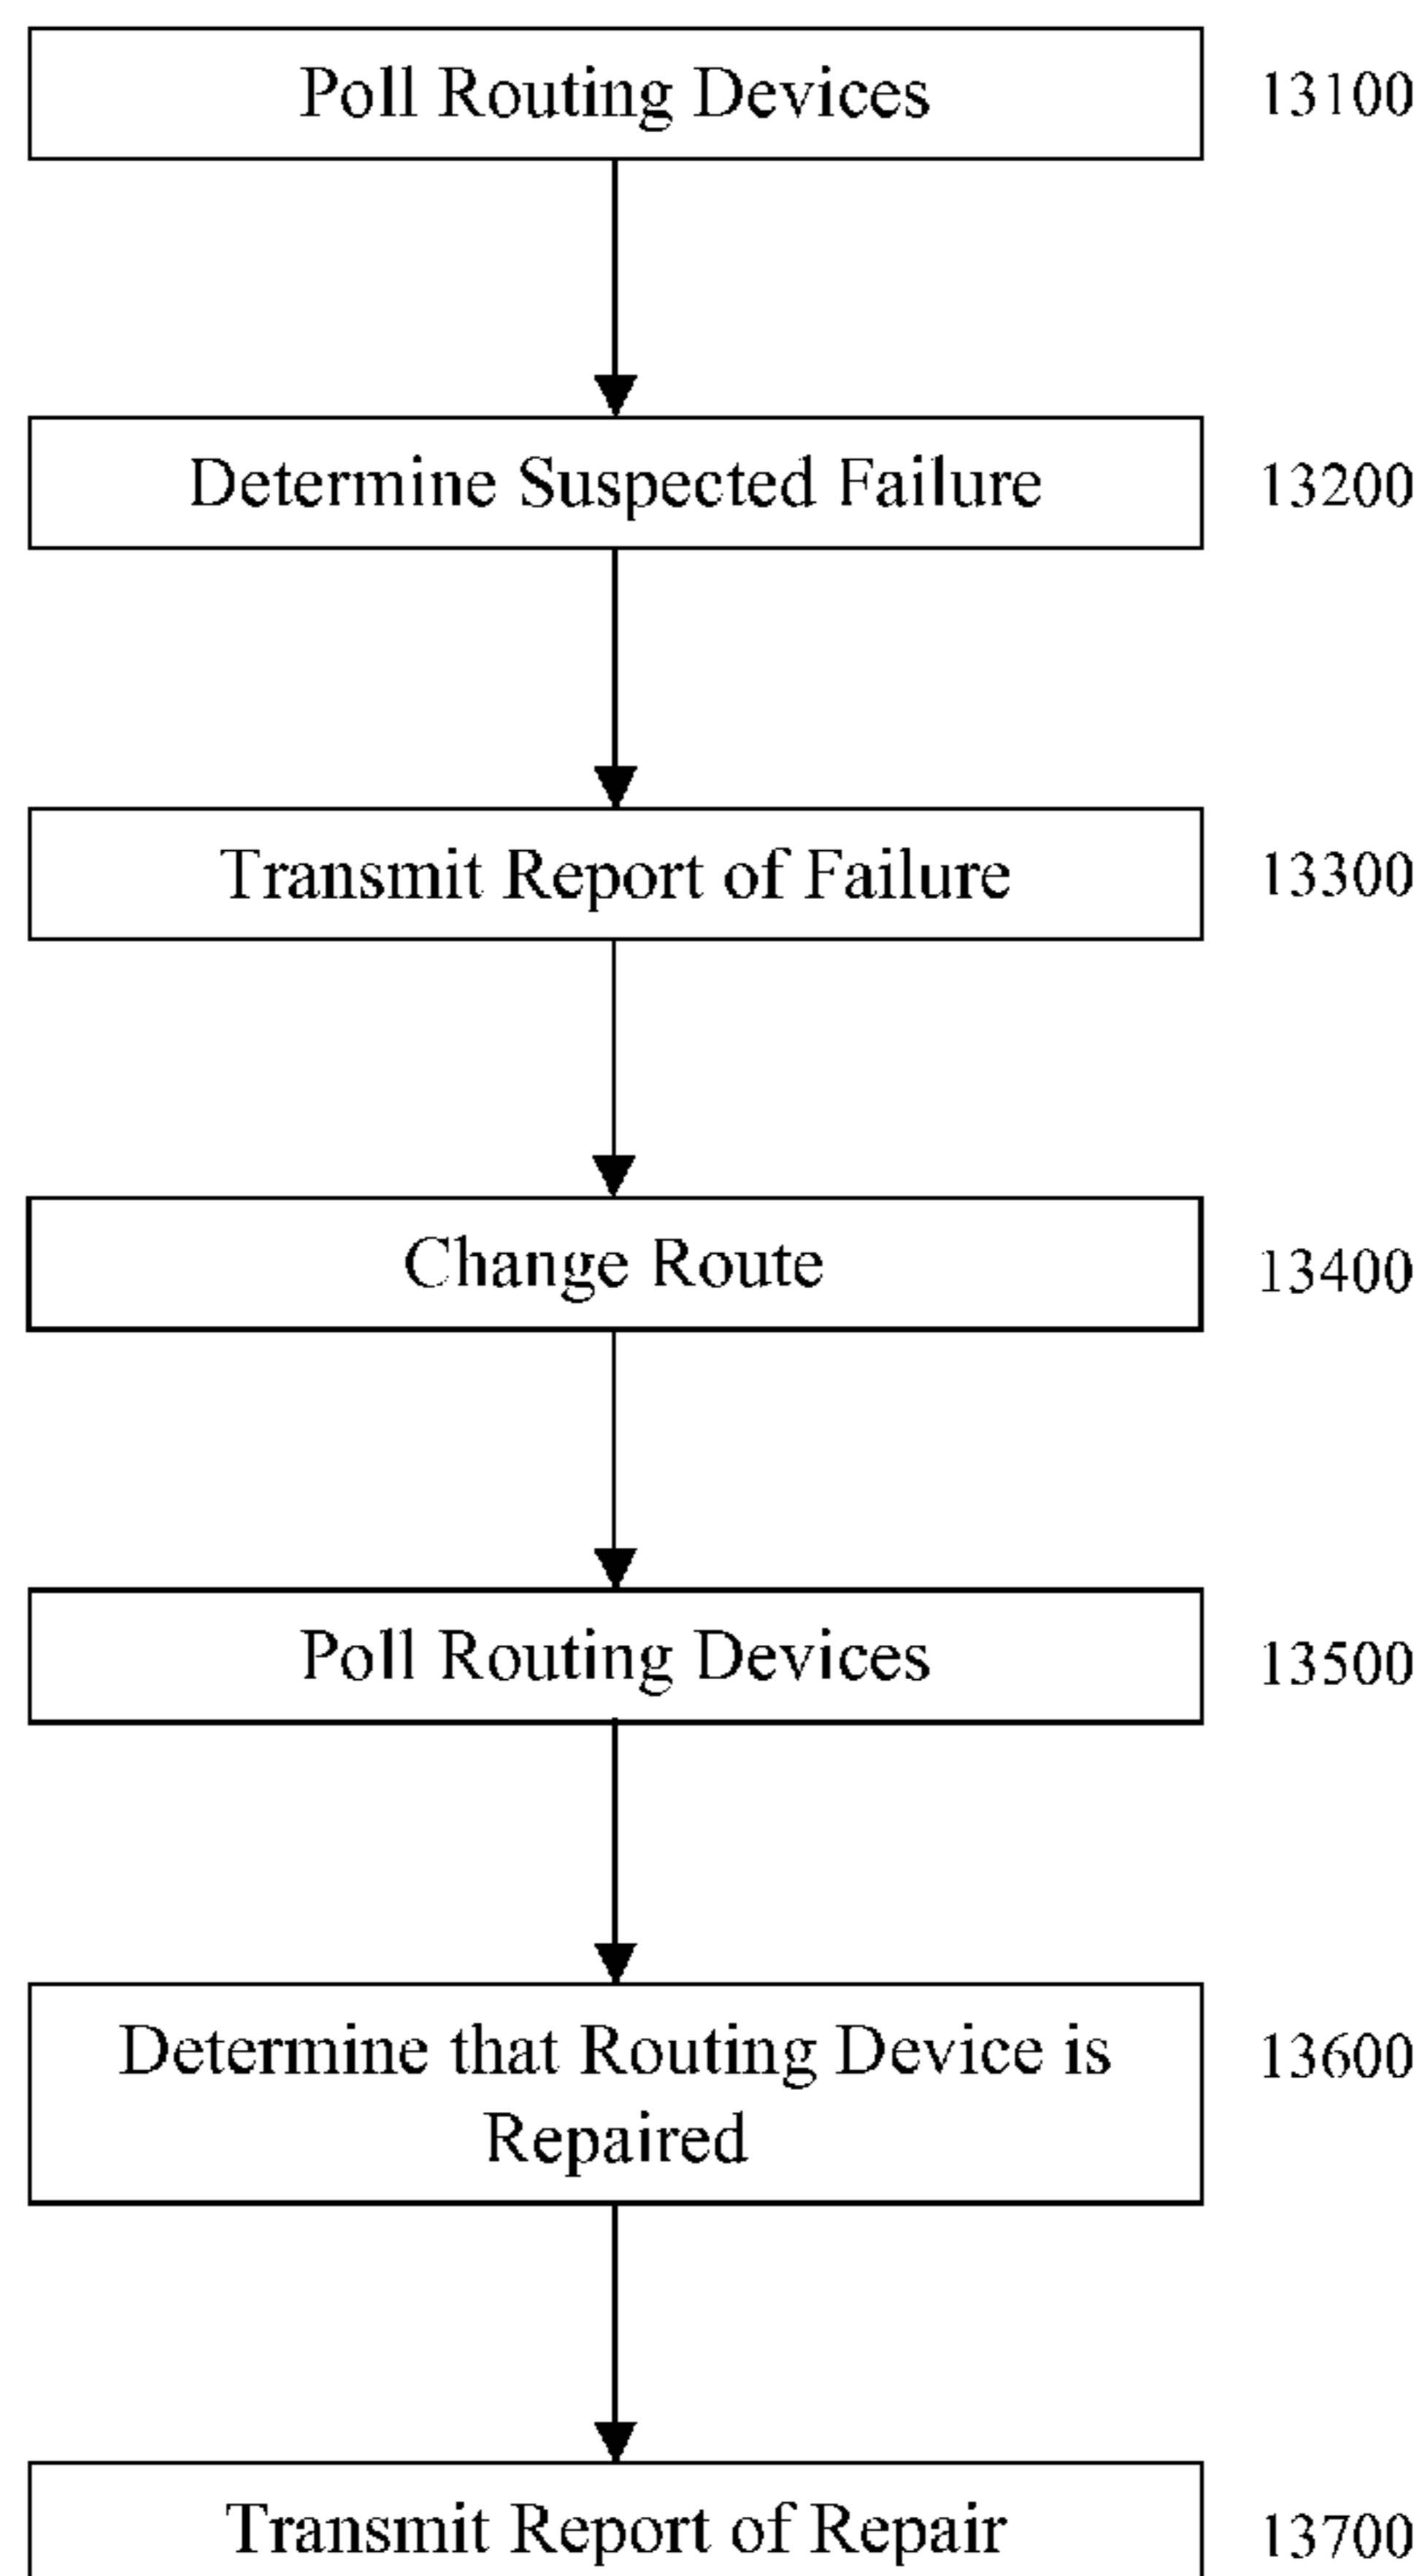 Poll Routing Devices 13100
Determine Suspected Failure 13200
Transmit Report of Failure 13300
Change Route 13400
Poll Routing Devices 13500
Determine that Routing Device is 13600
Repaired
Transmit Report of Repair 13700